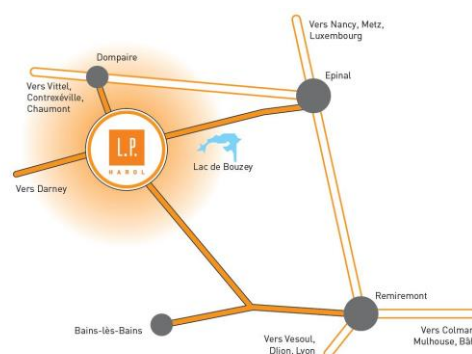 Vers Nancy, Metz,
Luxembourg
Dompaire
Epinal
Vers Vittel,
Contrexéville,
Chaumont
L.P.
HAROL
Lac de Bouzey
Vers Darney
Remiremont
Bains-lès-Bains
Vers Colmar
Mulhouse, Bâ
Vers Vesoul,
Dijon, Lyon